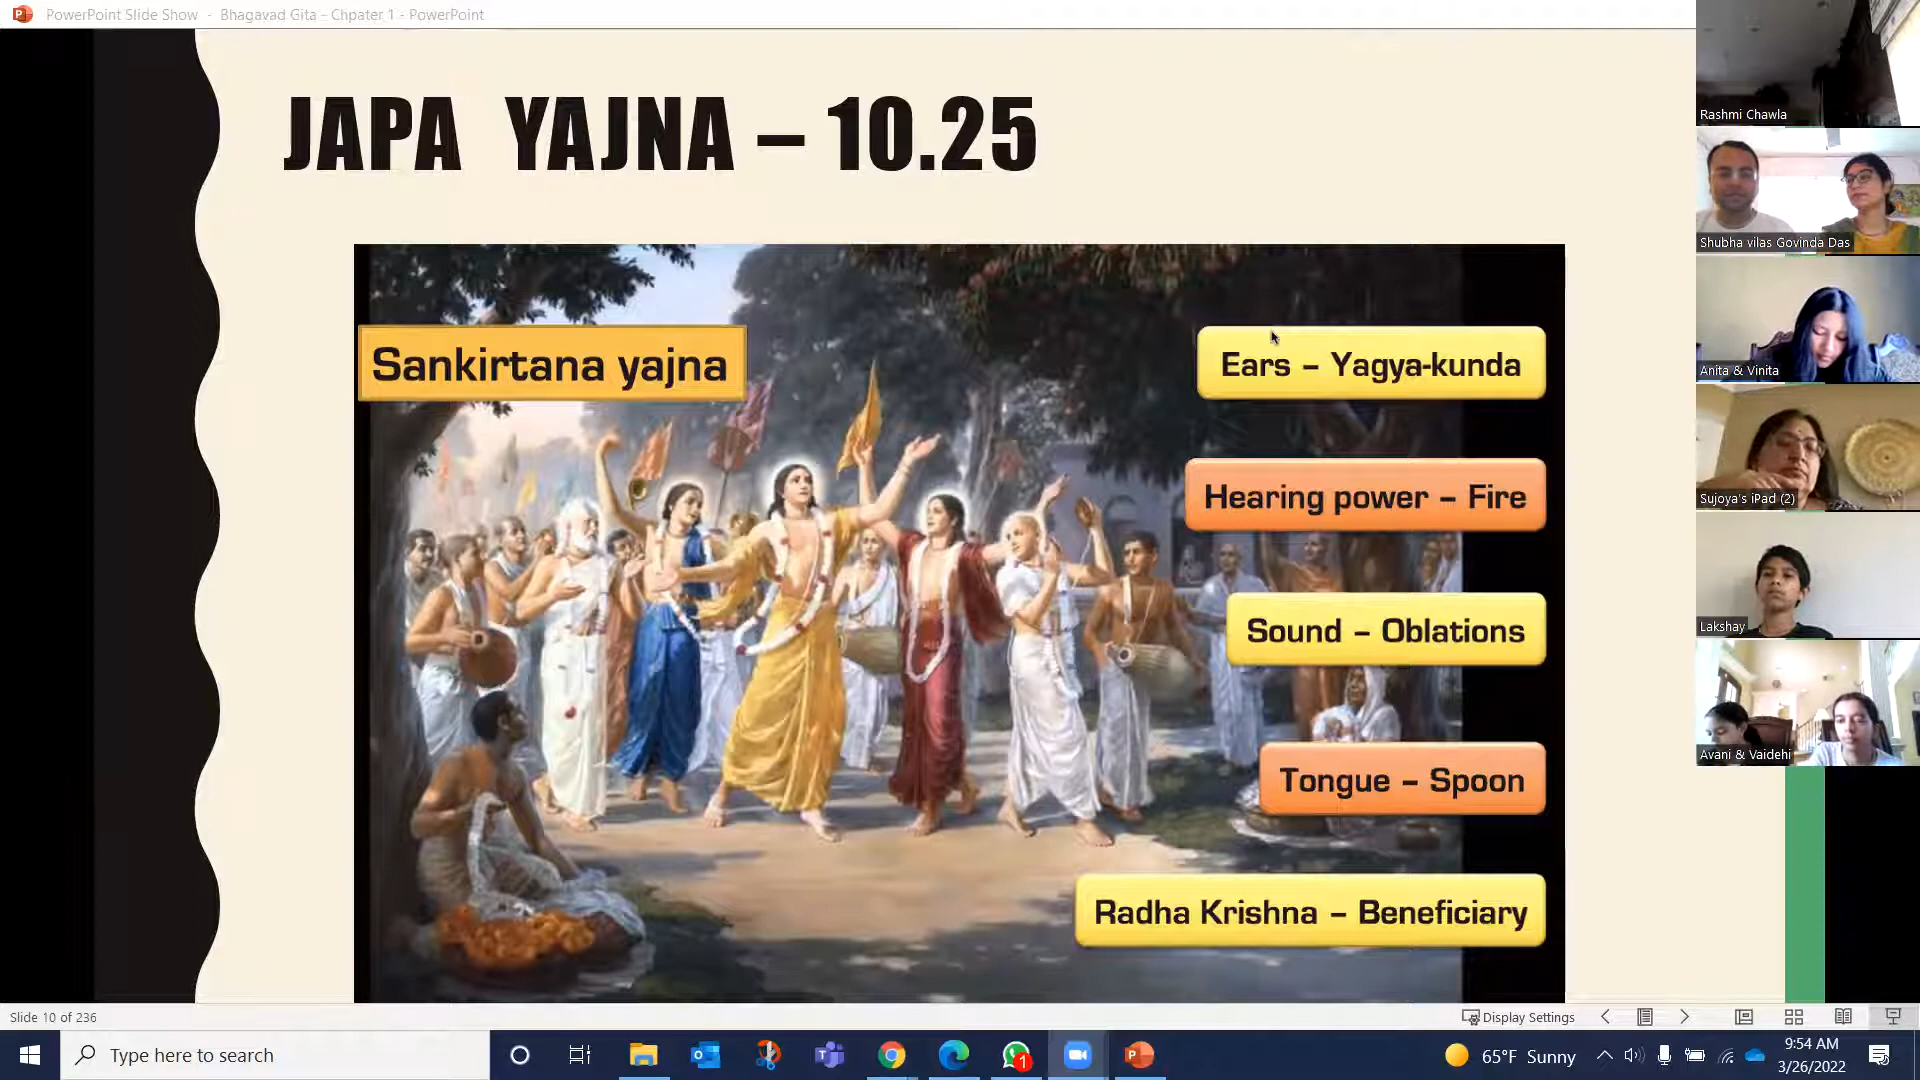 PowerPoint Slide Show - Bhagavad Gita - Chpater 1 - PowerPoint
JAPA YAJNA – 10.25
Sankirtana yajna
Ears – Yagya-kunda
Hearing power – Fire
Sound – Oblations
Tongue – Spoon
Radha Krishna – Beneficiary
Rashmi Chawla
Shubha vilas Govinda Das
Anita & Vinita
Sujoya's iPad (2)
Lakshay
Avani & Vaidehi
Slide 10 of 236
Display Settings
Type here to search
1
65°F Sunny
9:54 AM
3/26/2022